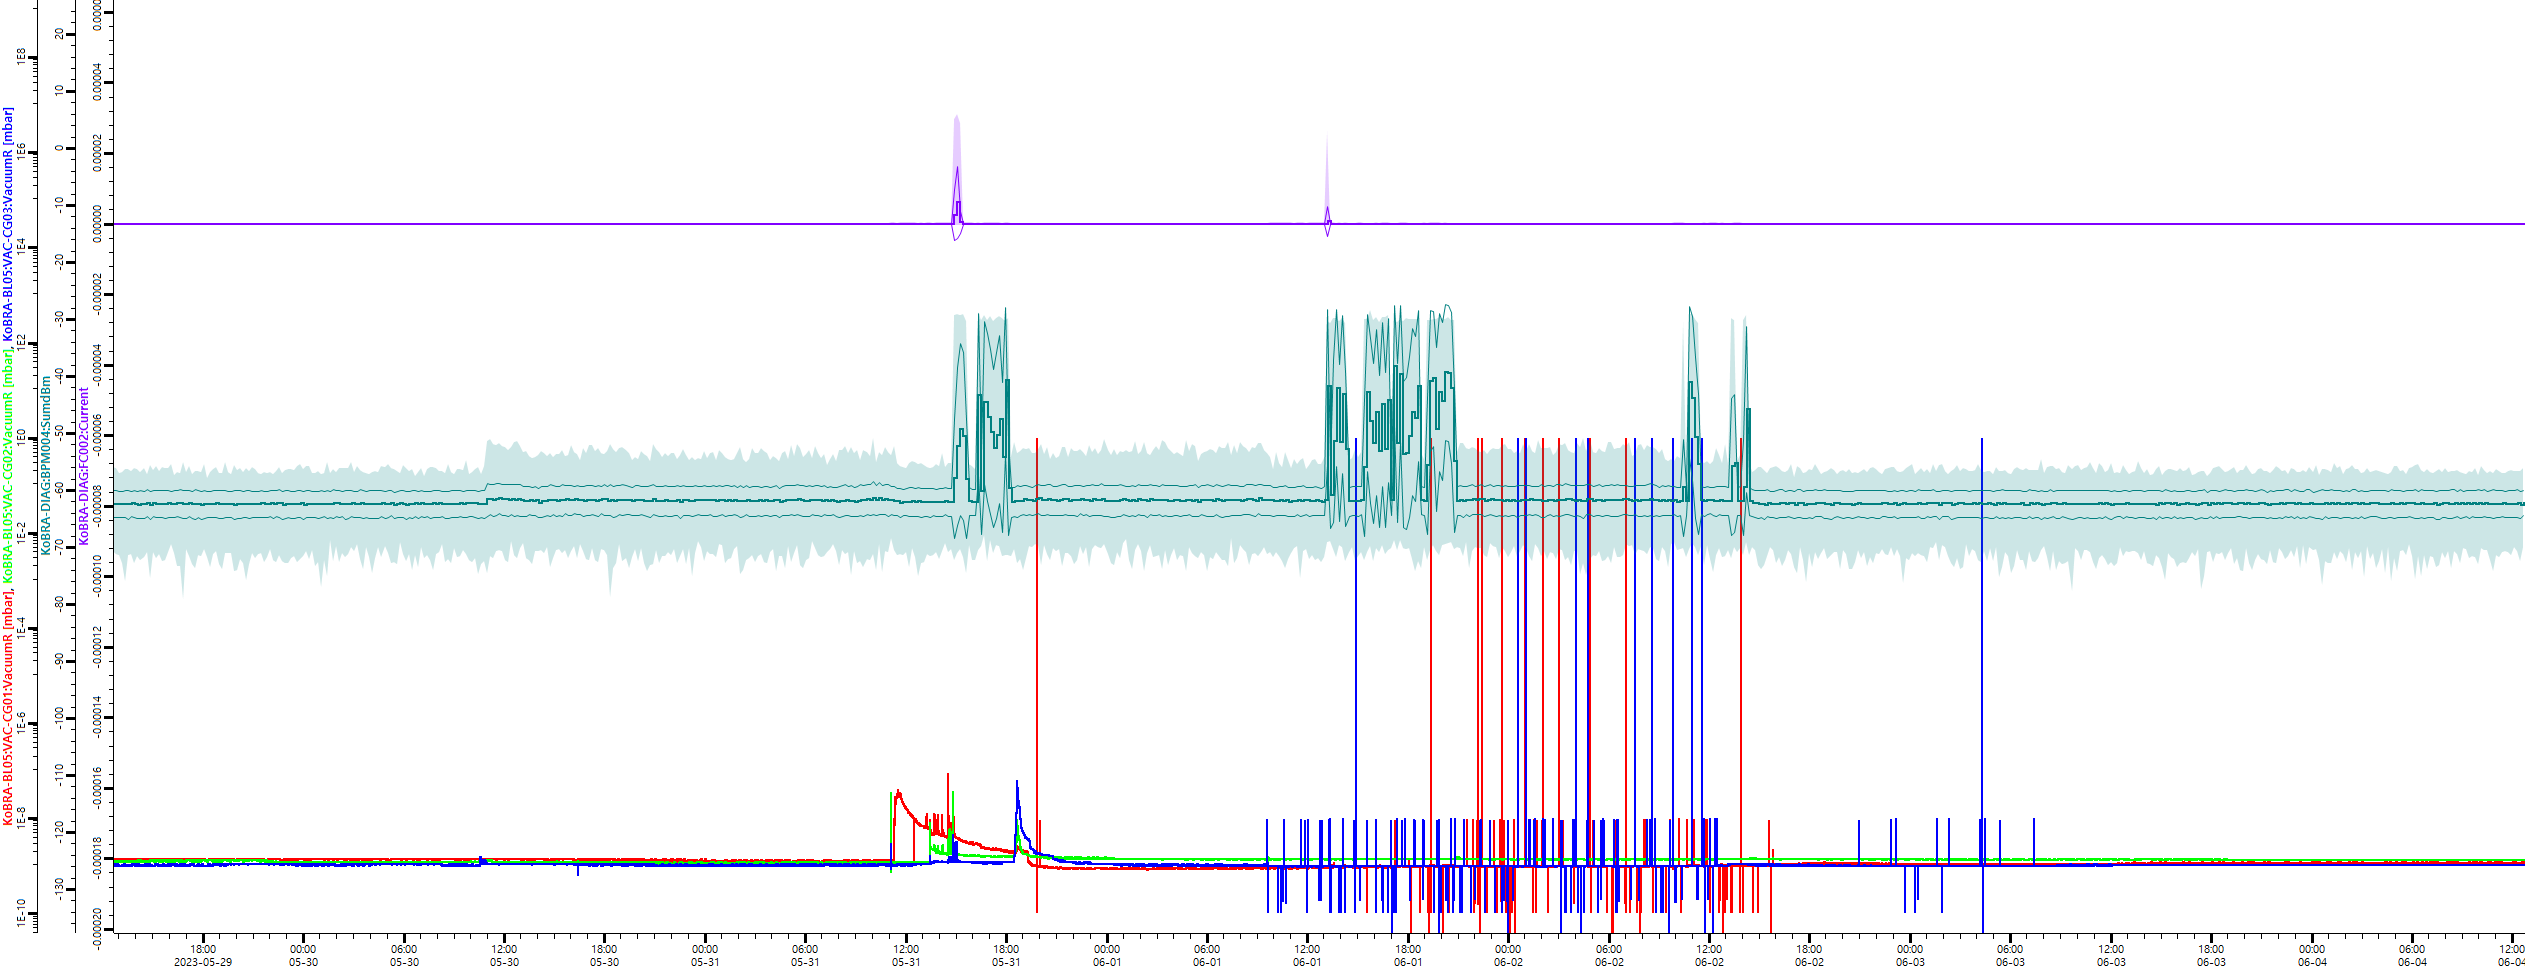 KoBRA-BL05:VAC-CG01:VacuumR [mbar], KoBRA-BL05:VAC-CG02:VacuumR [mbar], KoBRA-BL05:VAC-CG03:VacuumR [mbar]
1E8
1E6
1E4
1E2
1E0
1E-2
1E-4
1E-6
1E-8
1E-10
KoBRA-DIAG:BPM004:SumdBm
20
10
0
-10
-20
-30
-40
-50
-60
-70
-80
-90
-100
-110
-120
-130
KoBRA-DIAG:FC002:Current
0.00004
0.00002
0.00000
-0.00002
-0.00004
-0.00006
-0.00008
-0.00010
-0.00012
-0.00014
-0.00016
-0.00018
-0.00020
18:00 00:00 06:00 12:00 18:00 00:00 06:00 12:00 18:00 00:00 06:00 12:00 18:00 00:00 06:00 12:00 18:00 00:00 06:00 12:00 18:00 00:00 06:00 12:00
2023-05-29 05-30 05-30 05-30 05-30 05-31 05-31 05-31 05-31 06-01 06-01 06-01 06-01 06-02 06-02 06-02 06-02 06-03 06-03 06-03 06-03 06-04 06-04 06-04